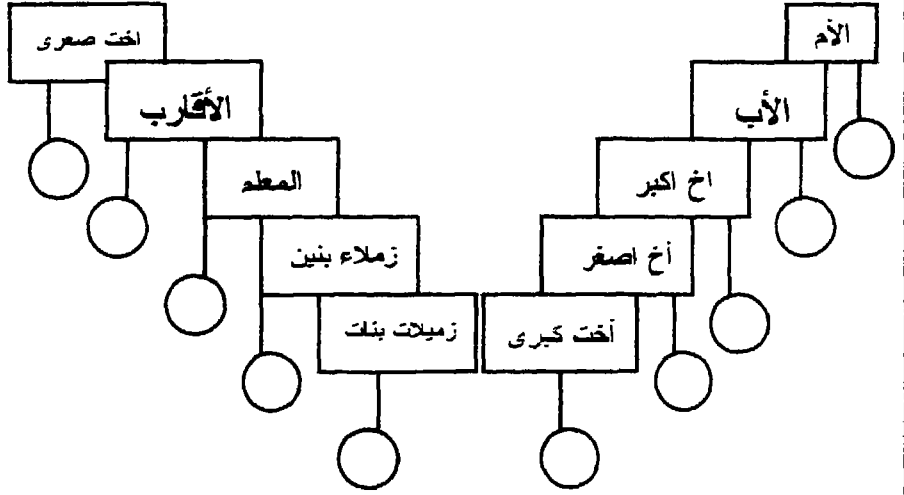 الأم
الأب
اخ اكبر
أخ اصغر
أخت كبرى
اخت صغرى
الأقارب
المعلم
زملاء بنين
زميلات بنات